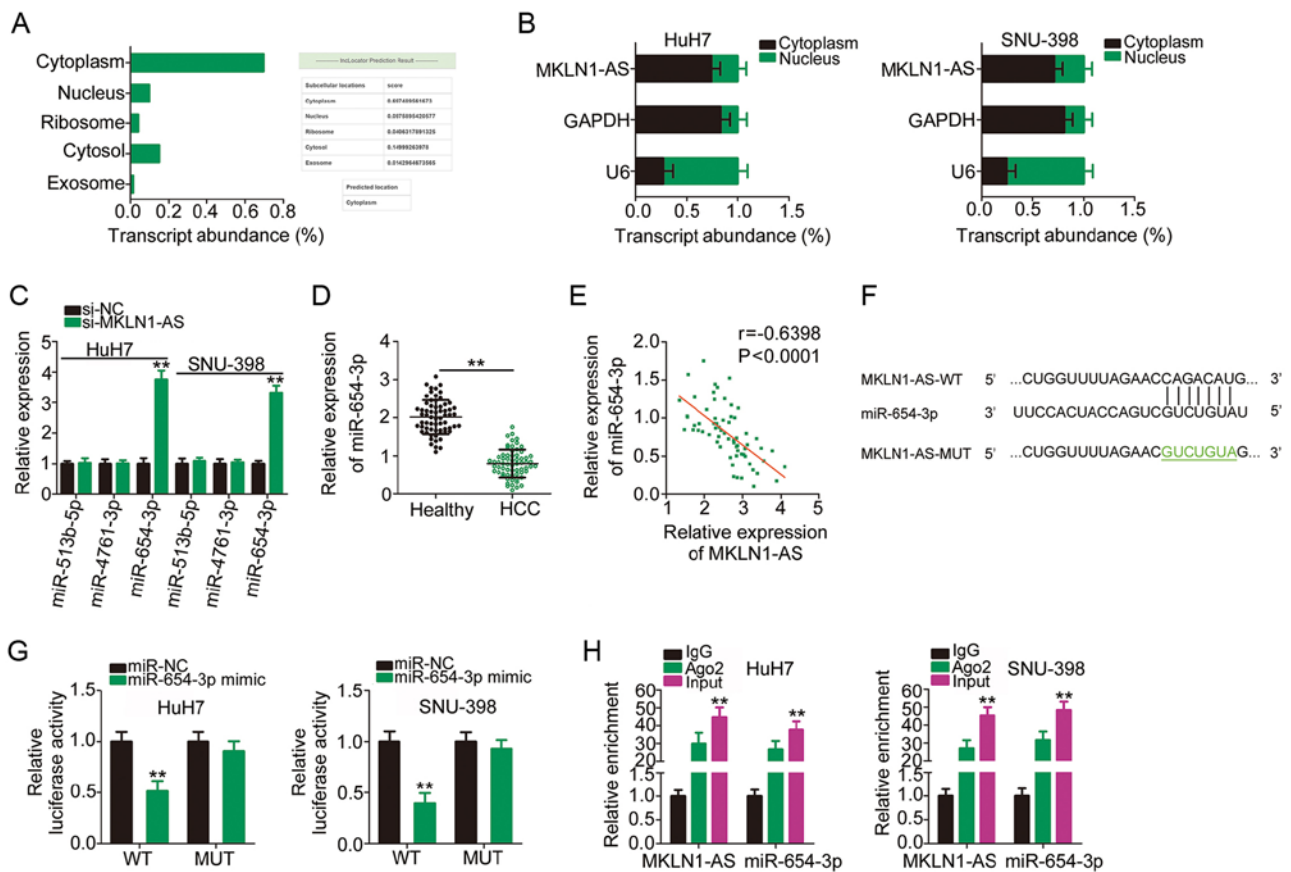 A
Cytoplasm
Nucleus
Ribosome
Cytosol
Exosome
0.0 0.2 0.4 0.6 0.8
Transcript abundance (%)
lncLocator Prediction Result
Subcellular locations score
Cytoplasm
Nucleus
Ribosome
Cytosol
Exosome
Predicted location
Cytoplasm
B
HuH7
Cytoplasm
Nucleus
MKLN1-AS
GAPDH
U6
0.0 0.5 1.0 1.5
Transcript abundance (%)
SNU-398
Cytoplasm
Nucleus
MKLN1-AS
GAPDH
U6
0.0 0.5 1.0 1.5
Transcript abundance (%)
C
si-NC
si-MKLN1-AS
HuH7
SNU-398
** **
Relative expression
5
4
3
2
1
0
miR-513b-5p
miR-4761-3p
miR-654-3p
miR-513b-5p
miR-4761-3p
miR-654-3p
D
Relative expression
of miR-654-3p
**
4
3
2
1
0
Healthy HCC
E
r=-0.6398
P<0.0001
Relative expression
of miR-654-3p
2.0
1.5
1.0
0.5
0.0
1 2 3 4 5
Relative expression
of MKLN1-AS
F
MKLN1-AS-WT 5' ...CUGGUUUUAGAACCAGACAUG... 3'
miR-654-3p 3' UUCCACUACCAGUCGUCUGUAU 5'
MKLN1-AS-MUT 5' ...CUGGUUUUAGAACGUCUGUAG... 3'
G
miR-NC
miR-654-3p mimic
HuH7
Relative
luciferase activity
1.5
1.0
0.5
0.0
**
WT MUT
miR-NC
miR-654-3p mimic
SNU-398
Relative
luciferase activity
1.5
1.0
0.5
0.0
**
WT MUT
H
IgG
Ago2
Input
HuH7
Relative enrichment
60
50
40
30
20
1.5
1.0
0.5
0.0
** **
MKLN1-AS miR-654-3p
IgG
Ago2
Input
SNU-398
Relative enrichment
60
50
40
30
20
10
1.5
1.0
0.5
0.0
** **
MKLN1-AS miR-654-3p